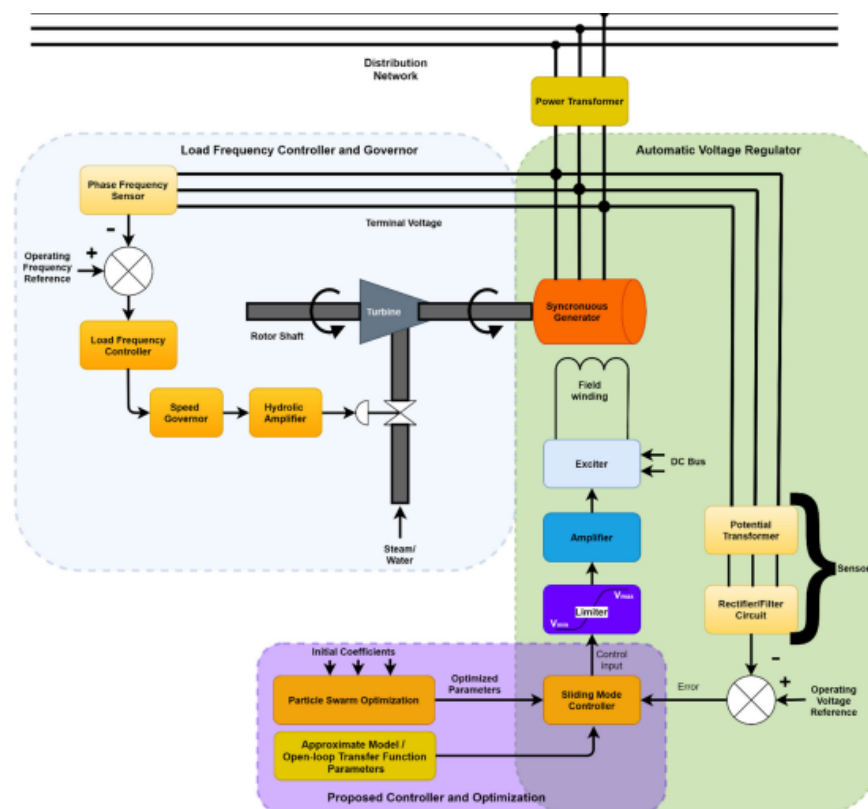 Distribution
Network
Power Transformer
Load Frequency Controller and Governor
Automatic Voltage Regulator
Phase Frequency
Sensor
Terminal Voltage
-
+
Operating
Frequency
Reference
Turbine
Rotor Shaft
Syncronuous
Generator
Load Frequency
Controller
Field
winding
Speed
Governor
Hydrolic
Amplifier
Exciter
DC Bus
Steam/
Water
Amplifier
Potential
Transformer
Sensor
Vmax
Limiter
Vmin
Rectifier/Filter
Circuit
Initial Coefficients
Control
input
-
+
Optimized
Parameters
Particle Swarm Optimization
Sliding Mode
Controller
Error
Operating
Voltage
Reference
Approximate Model /
Open-loop Transfer Function
Parameters
Proposed Controller and Optimization